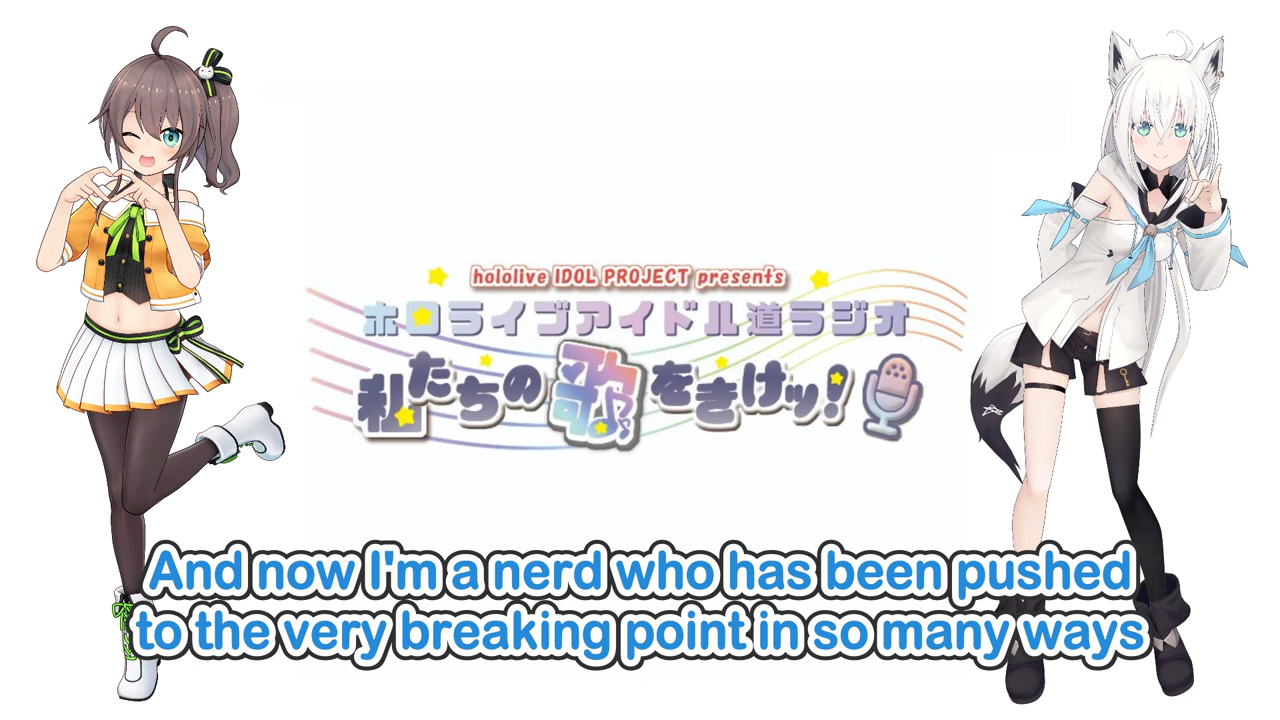 hololive IDOL PROJECT presents
ホロライブアイドル道ラジオ
私たちの歌をきけッ!
And now I'm a nerd who has been pushed
to the very breaking point in so many ways